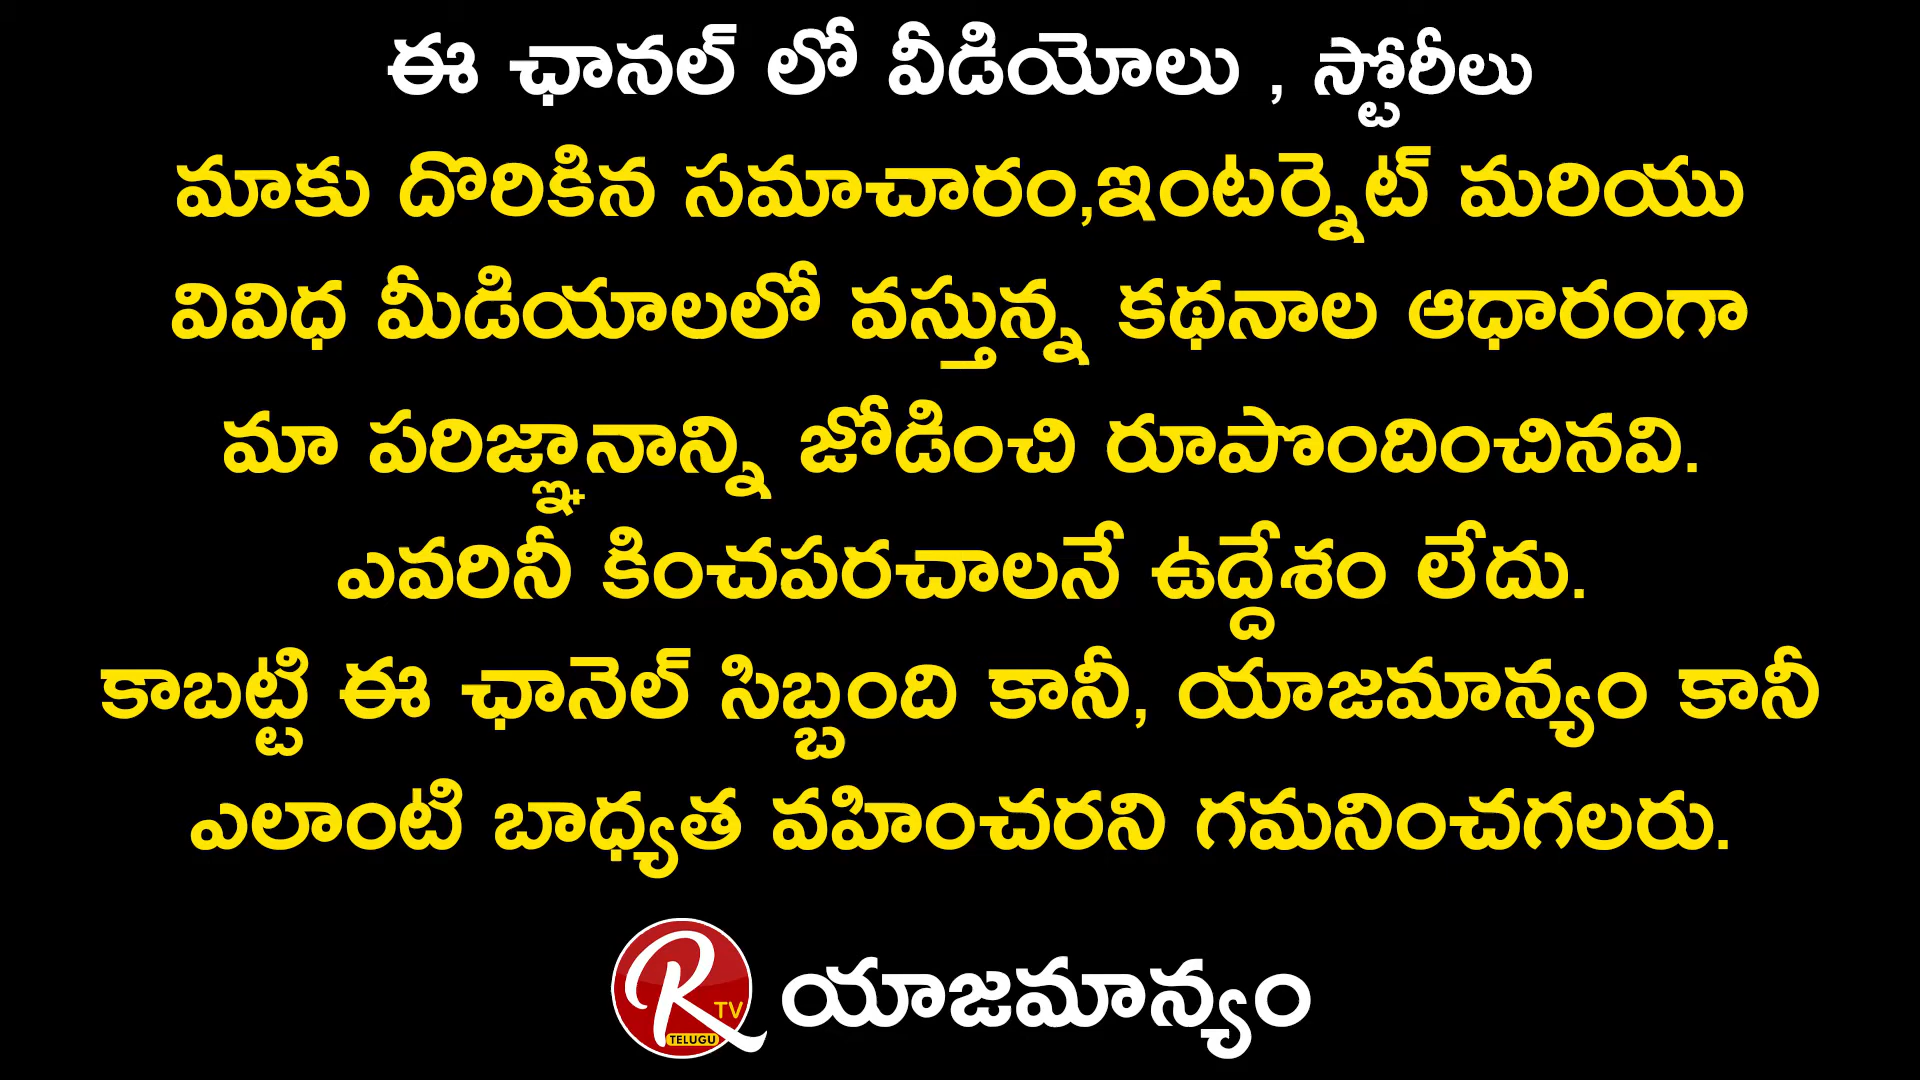 ఈ ఛానల్ లో వీడియోలు , స్టోరీలు
మాకు దొరికిన సమాచారం,ఇంటర్నెట్ మరియు
వివిధ మీడియాలలో వస్తున్న కథనాల ఆధారంగా
మా పరిజ్ఞానాన్ని జోడించి రూపొందించినవి.
ఎవరినీ కించపరచాలనే ఉద్దేశం లేదు.
కాబట్టి ఈ ఛానెల్ సిబ్బంది కానీ, యాజమాన్యం కానీ
ఎలాంటి బాధ్యత వహించరని గమనించగలరు.
R TV TELUGU యాజమాన్యం